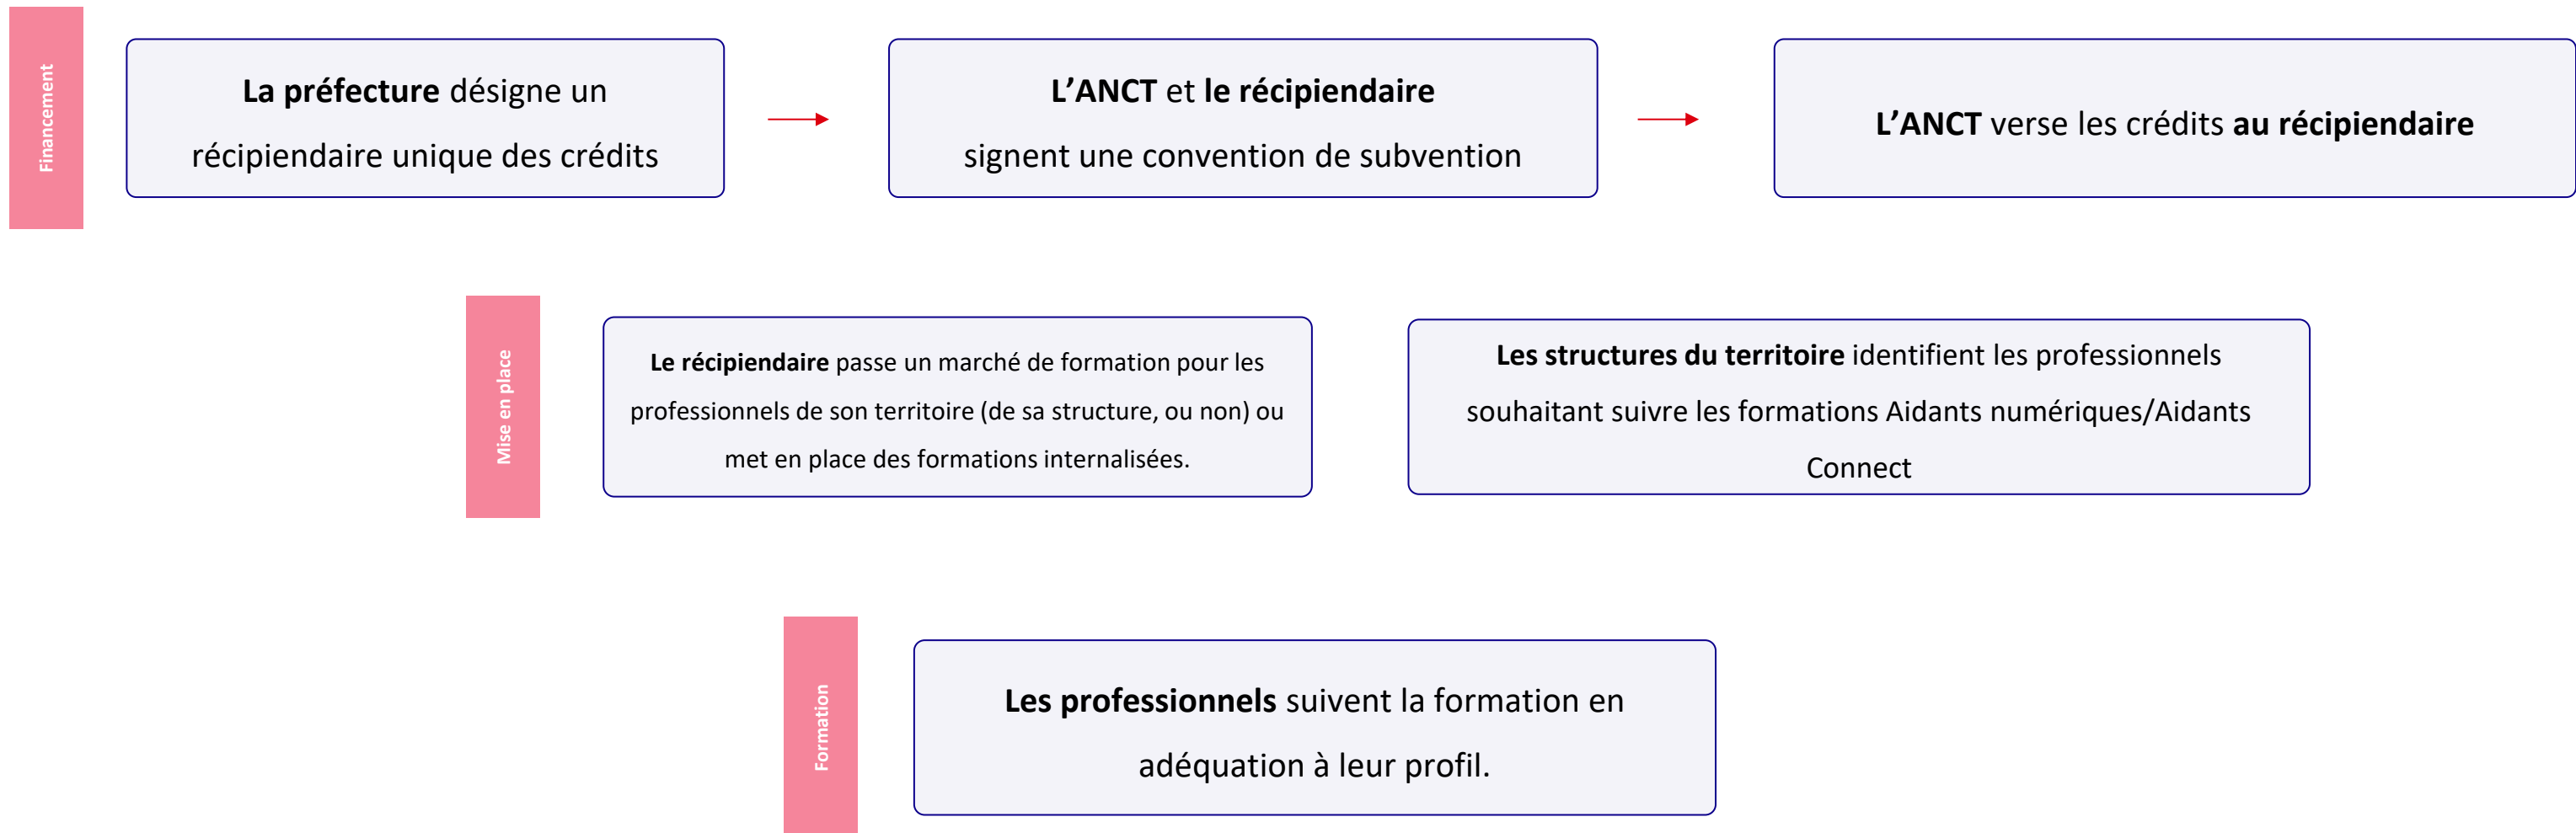 Financement
La préfecture désigne un
récipiendaire unique des crédits
L’ANCT et le récipiendaire
signent une convention de subvention
L’ANCT verse les crédits au récipiendaire
Mise en place
Le récipiendaire passe un marché de formation pour les
professionnels de son territoire (de sa structure, ou non) ou
met en place des formations internalisées.
Les structures du territoire identifient les professionnels
souhaitant suivre les formations Aidants numériques/Aidants
Connect
Formation
Les professionnels suivent la formation en
adéquation à leur profil.